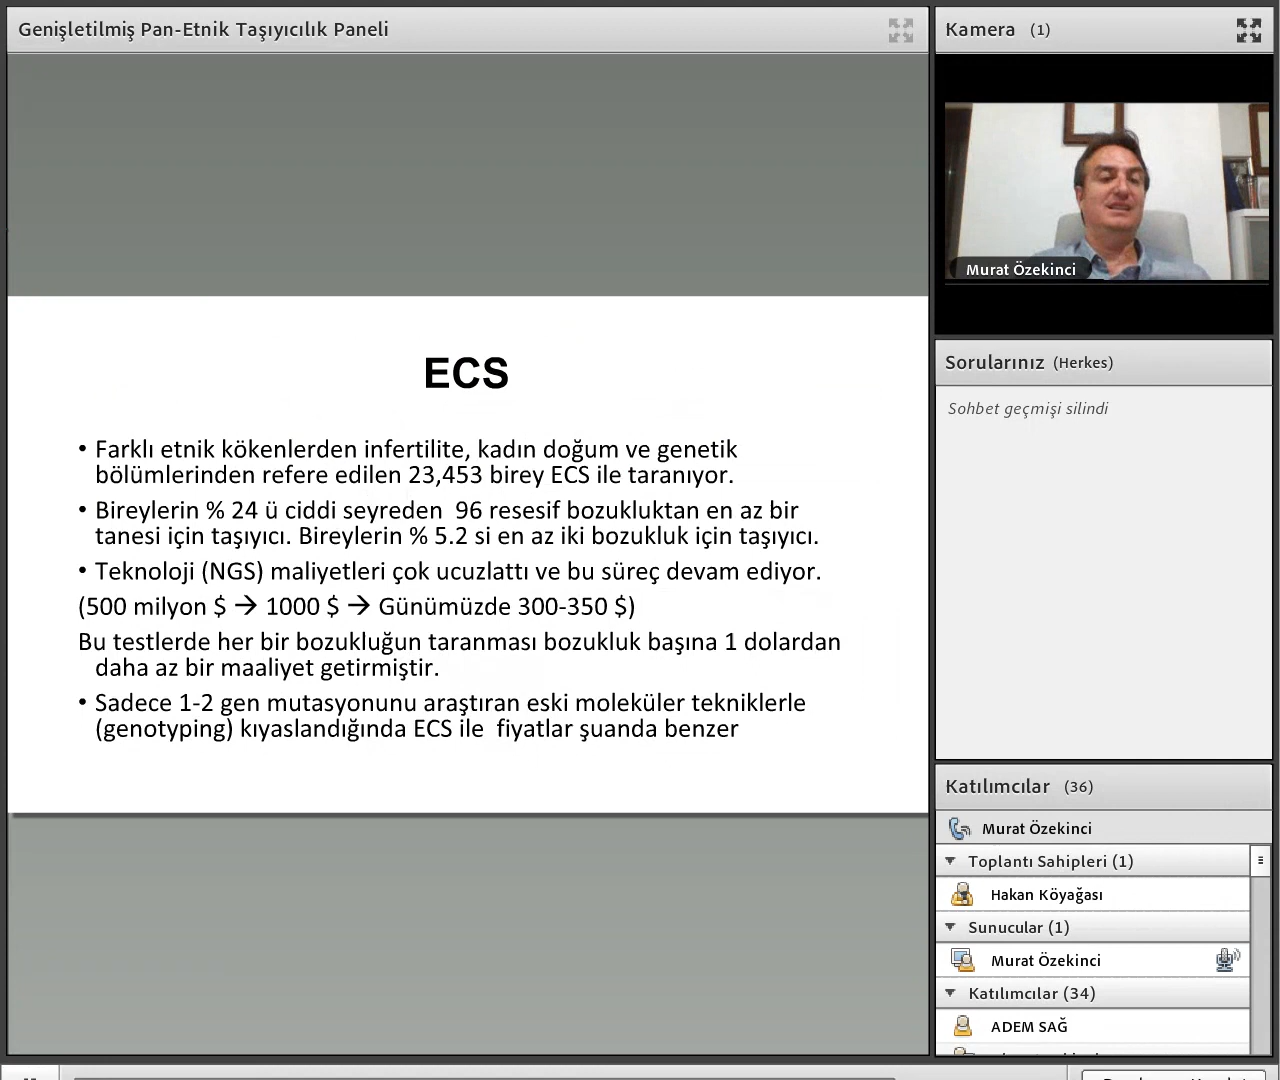 Genişletilmiş Pan-Etnik Taşıyıcılık Paneli
ECS
• Farklı etnik kökenlerden infertilite, kadın doğum ve genetik
bölümlerinden refere edilen 23,453 birey ECS ile taranıyor.
• Bireylerin % 24 ü ciddi seyreden  96 resesif bozukluktan en az bir
tanesi için taşıyıcı. Bireylerin % 5.2 si en az iki bozukluk için taşıyıcı.
• Teknoloji (NGS) maliyetleri çok ucuzlattı ve bu süreç devam ediyor.
(500 milyon $ → 1000 $ → Günümüzde 300-350 $)
Bu testlerde her bir bozukluğun taranması bozukluk başına 1 dolardan
daha az bir maaliyet getirmiştir.
• Sadece 1-2 gen mutasyonunu araştıran eski moleküler tekniklerle
(genotyping) kıyaslandığında ECS ile  fiyatlar şuanda benzer
Kamera (1)
Murat Özekinci
Sorularınız (Herkes)
Sohbet geçmişi silindi
Katılımcılar (36)
Murat Özekinci
Toplantı Sahipleri (1)
Hakan Köyağası
Sunucular (1)
Murat Özekinci
Katılımcılar (34)
ADEM SAĞ